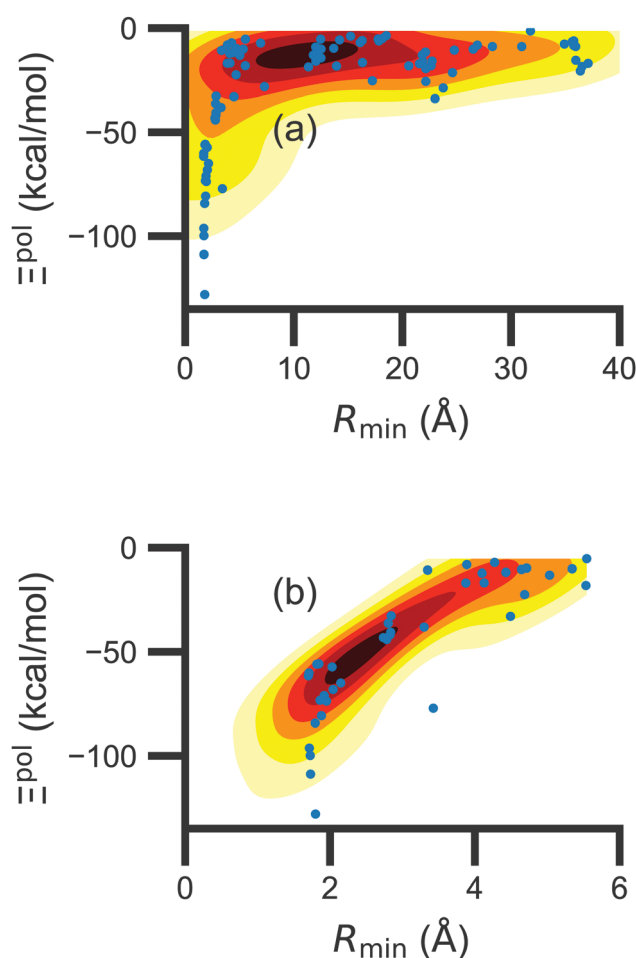 0
−50
−100
Ξpol (kcal/mol)
(a)
0 10 20 30 40
Rmin (Å)
0
−50
−100
Ξpol (kcal/mol)
(b)
0 2 4 6
Rmin (Å)